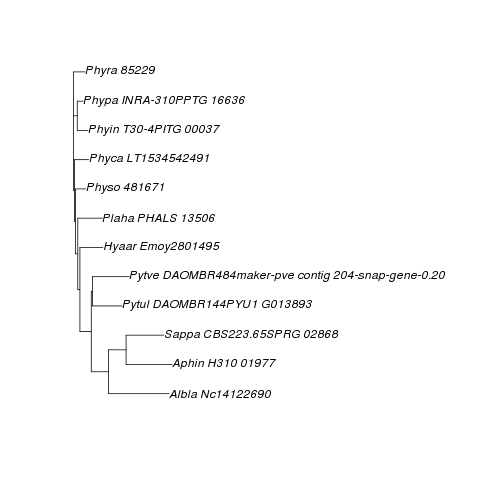 Phyra 85229
Phypa INRA-310PPTG 16636
Phyin T30-4PITG 00037
Phyca LT1534542491
Physo 481671
Plaha PHALS 13506
Hyaar Emoy2801495
Pytve DAOMBR484maker-pve contig 204-snap-gene-0.20
Pytul DAOMBR144PYU1 G013893
Sappa CBS223.65SPRG 02868
Aphin H310 01977
Albla Nc14122690